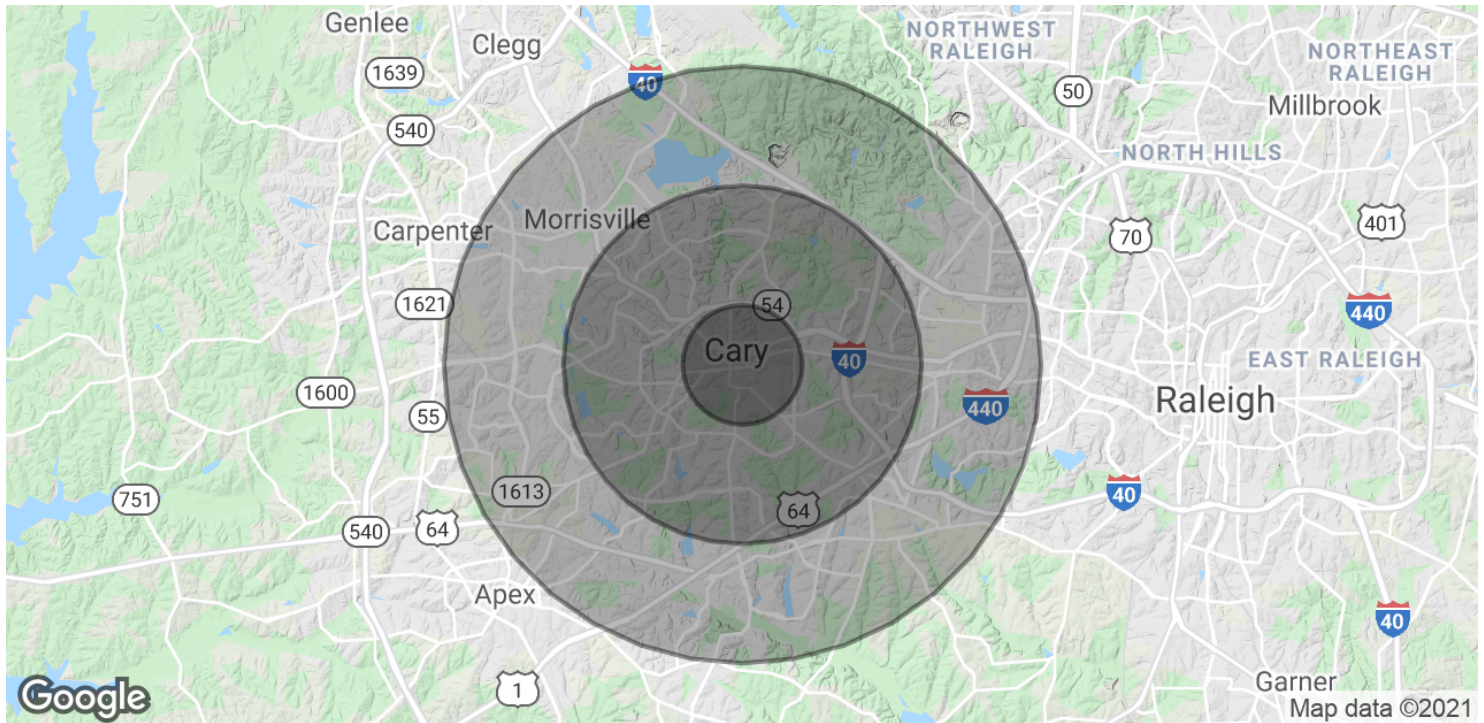 Genlee
Clegg
NORTHWEST
RALEIGH
NORTHEAST
RALEIGH
1639
40
50
Millbrook
540
NORTH HILLS
Morrisville
Carpenter
70
401
1621
54
440
Cary
40
EAST RALEIGH
1600
55
440
Raleigh
1613
40
751
64
540
64
Apex
40
1
Garner
Google
Map data ©2021